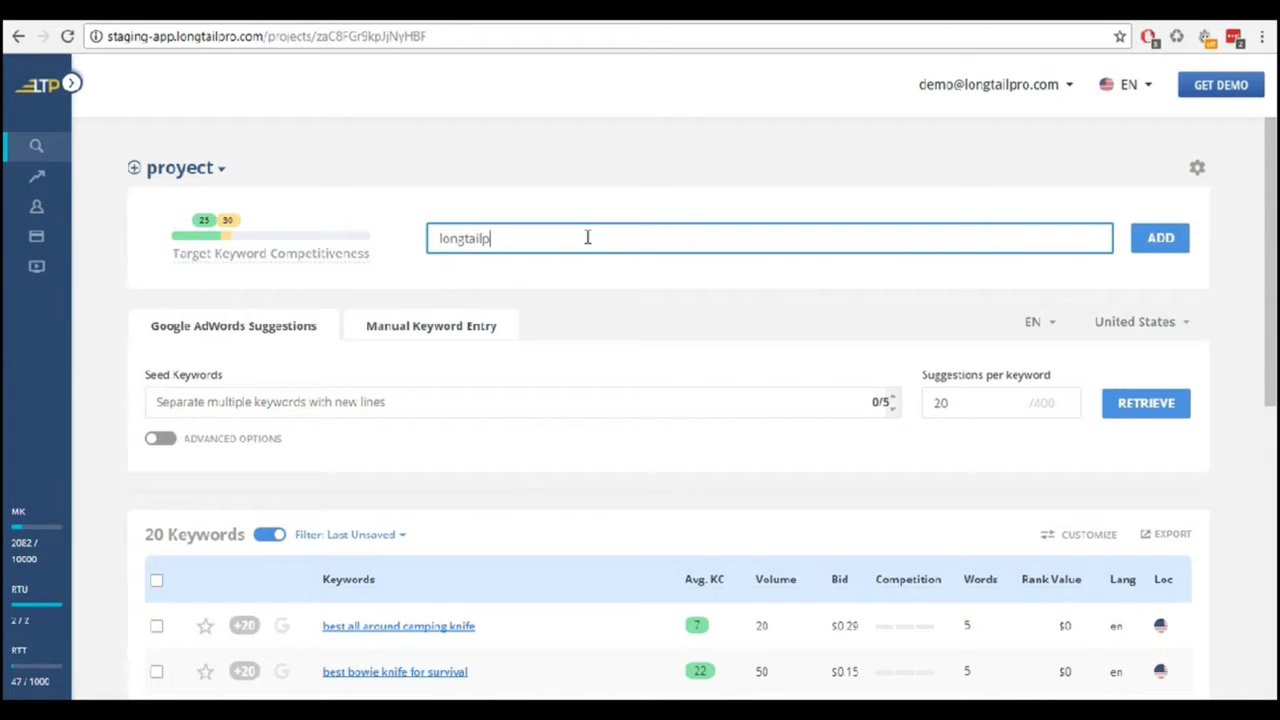 staging-app.longtailpro.com/projects/zaC8FGr9kpJjNyHBF
LTP
demo@longtailpro.com
EN
GET DEMO
proyect
25 30
Target Keyword Competitiveness
longtailp
ADD
Google AdWords Suggestions
Manual Keyword Entry
EN
United States
Seed Keywords
Suggestions per keyword
Separate multiple keywords with new lines
0/5
20
/400
RETRIEVE
ADVANCED OPTIONS
MK
2082 /
10000
RTU
2 / 2
RTT
47 / 1000
20 Keywords
Filter: Last Unsaved
CUSTOMIZE
EXPORT
Keywords Avg. KC Volume Bid Competition Words Rank Value Lang Loc
+20 G best all around camping knife 7 20 $0.29 5 $0 en
+20 G best bowie knife for survival 22 50 $0.15 5 $0 en